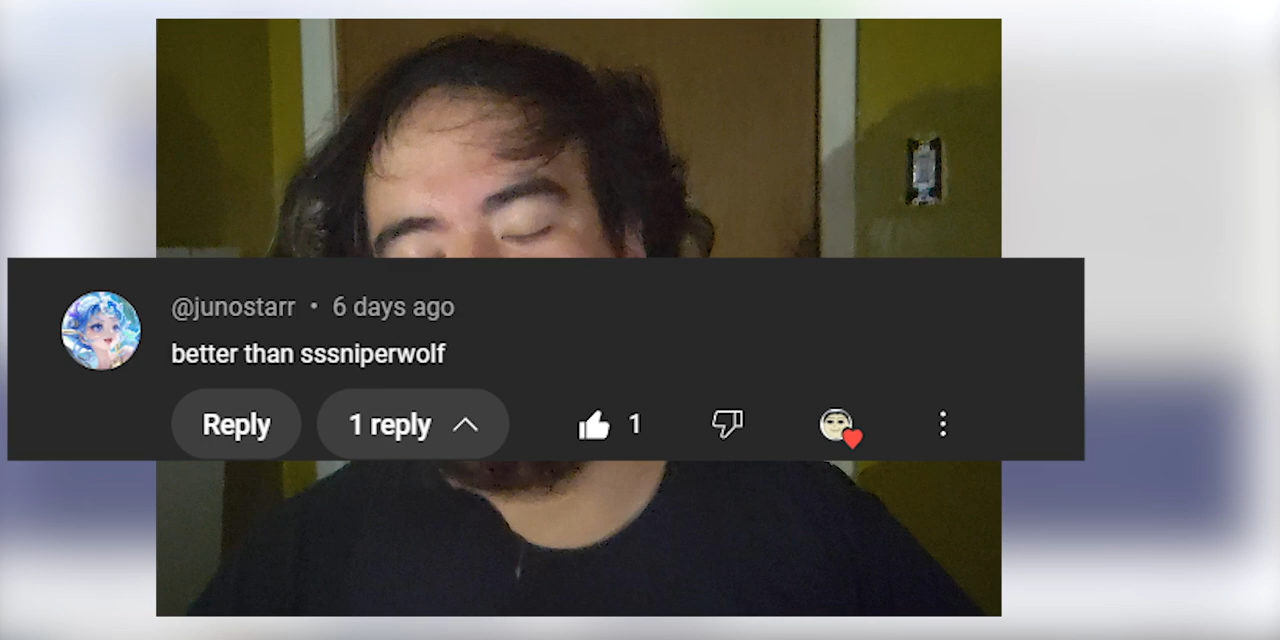 @junostarr • 6 days ago
better than sssniperwolf
Reply 1 reply 1